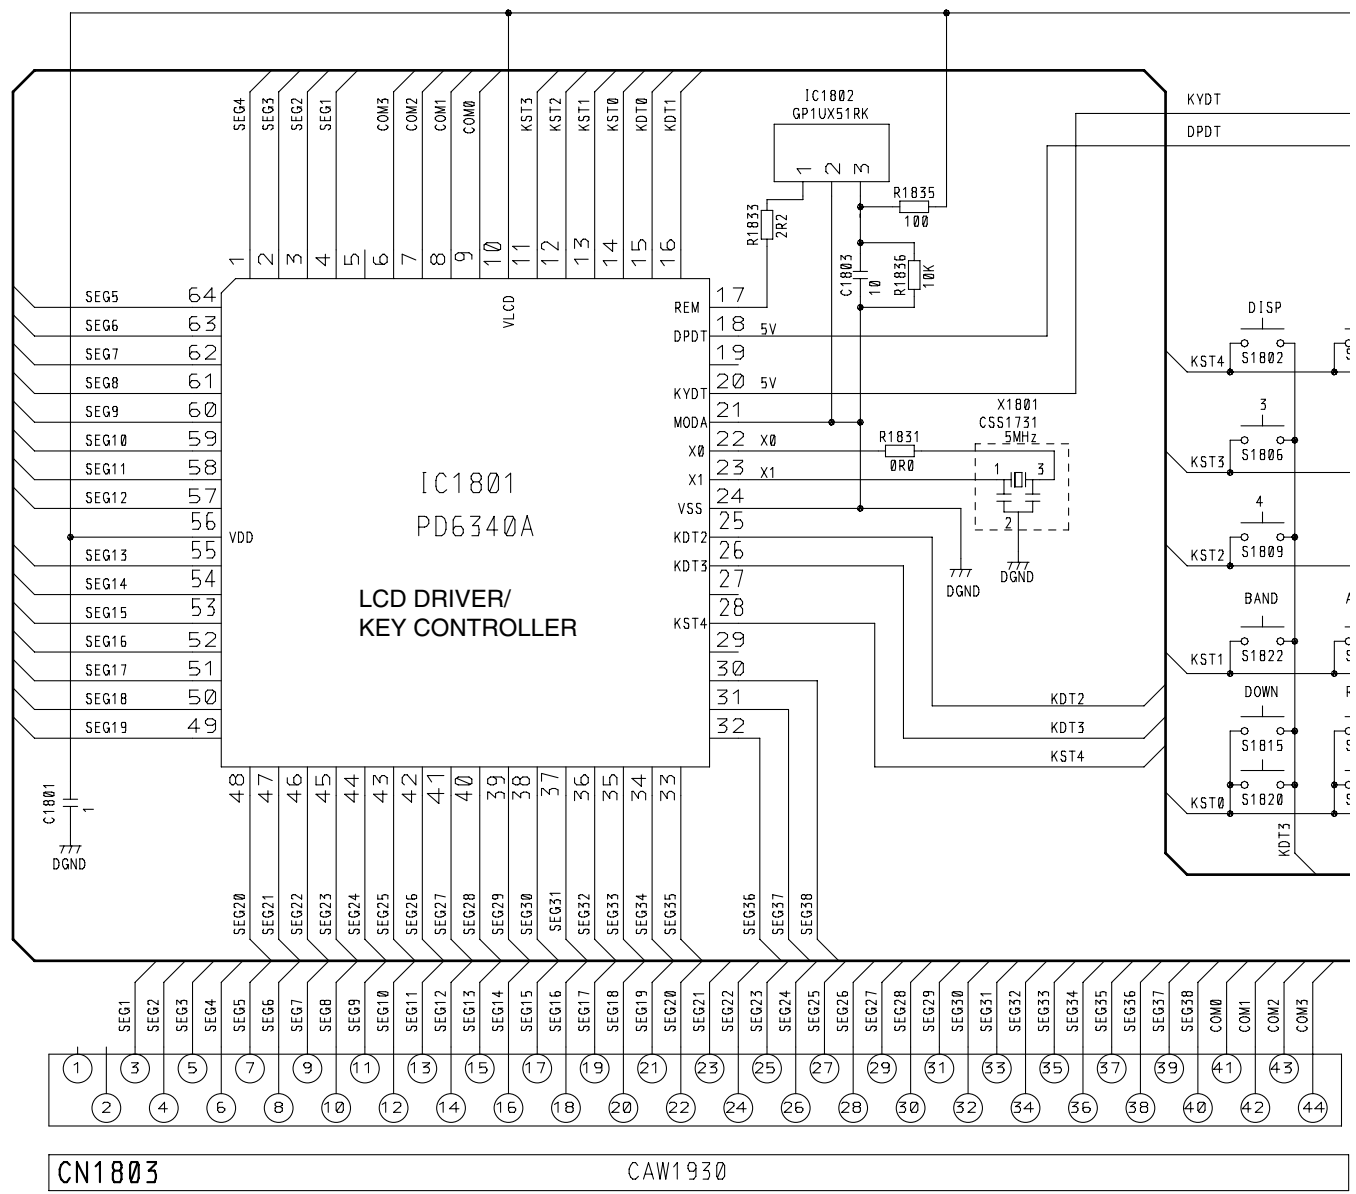 SEG4 SEG3 SEG2 SEG1 COM3 COM2 COM1 COM0 KST3 KST2 KST1 KST0 KDT0 KDT1
IC1802
GP1UX51RK
1 2 3
KYDT
DPDT
R1833
2R2
R1835
100
C1803
10
R1836
10K
1 2 3 4 5 6 7 8 9 10 11 12 13 14 15 16
VLCD
SEG5 64
SEG6 63
SEG7 62
SEG8 61
SEG9 60
SEG10 59
SEG11 58
SEG12 57
56 VDD
SEG13 55
SEG14 54
SEG15 53
SEG16 52
SEG17 51
SEG18 50
SEG19 49
IC1801
PD6340A
LCD DRIVER/
KEY CONTROLLER
REM 17
DPDT 18 5V
19
KYDT 20 5V
MODA 21
X0 22 X0
X1 23 X1
VSS 24
KDT2 25
KDT3 26
27
KST4 28
29
30
31
32
R1831
0R0
X1801
CSS1731
5MHz
1 3
2
DGND
DGND
KDT2
KDT3
KST4
DISP
KST4 S1802 S
3
KST3 S1806
4
KST2 S1809
BAND
KST1 S1822 S
DOWN
S1815 S
KST0 S1820 S
KDT3
C1801
1
DGND
48 47 46 45 44 43 42 41 40 39 38 37 36 35 34 33
SEG20 SEG21 SEG22 SEG23 SEG24 SEG25 SEG26 SEG27 SEG28 SEG29 SEG30 SEG31 SEG32 SEG33 SEG34 SEG35 SEG36 SEG37 SEG38
SEG1 SEG2 SEG3 SEG4 SEG5 SEG6 SEG7 SEG8 SEG9 SEG10 SEG11 SEG12 SEG13 SEG14 SEG15 SEG16 SEG17 SEG18 SEG19 SEG20 SEG21 SEG22 SEG23 SEG24 SEG25 SEG26 SEG27 SEG28 SEG29 SEG30 SEG31 SEG32 SEG33 SEG34 SEG35 SEG36 SEG37 SEG38 COM0 COM1 COM2 COM3
1 3 5 7 9 11 13 15 17 19 21 23 25 27 29 31 33 35 37 39 41 43
2 4 6 8 10 12 14 16 18 20 22 24 26 28 30 32 34 36 38 40 42 44
CN1803 CAW1930